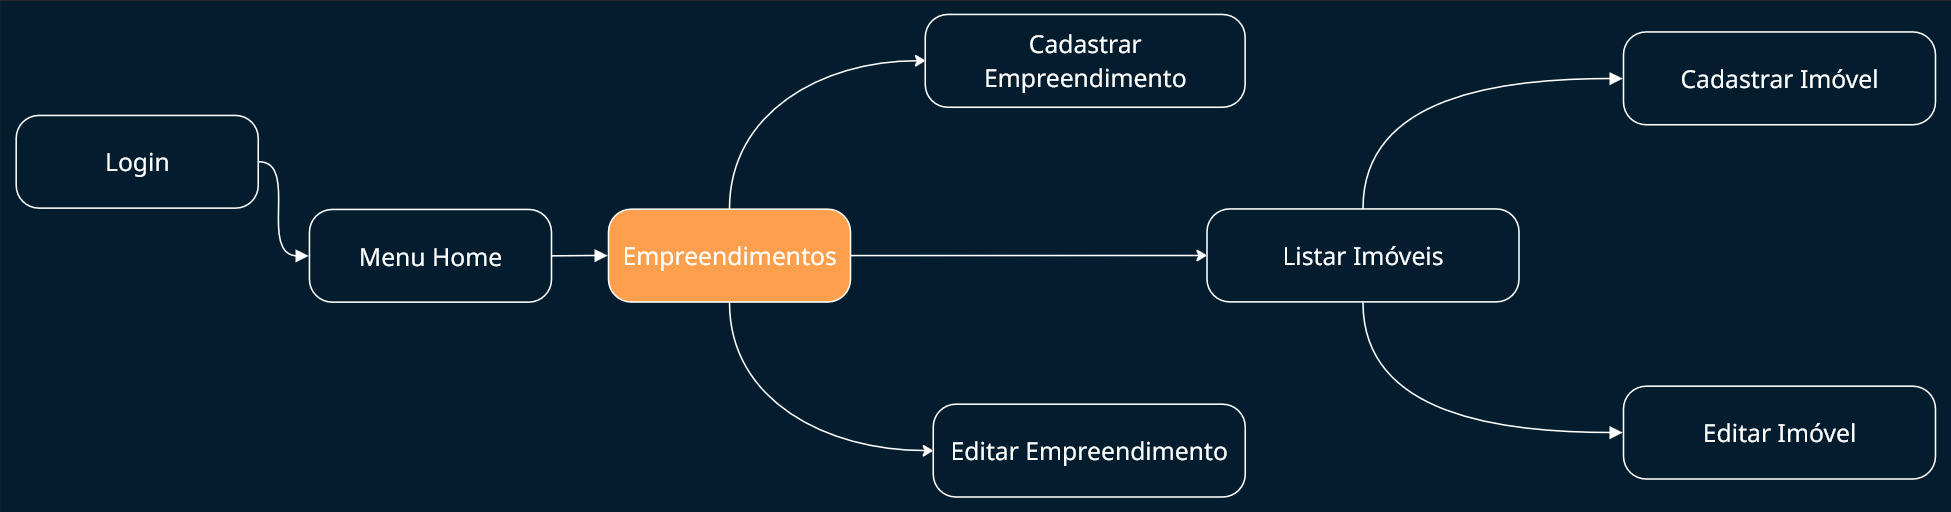 Login
Menu Home
Empreendimentos
Cadastrar
Empreendimento
Editar Empreendimento
Listar Imóveis
Cadastrar Imóvel
Editar Imóvel